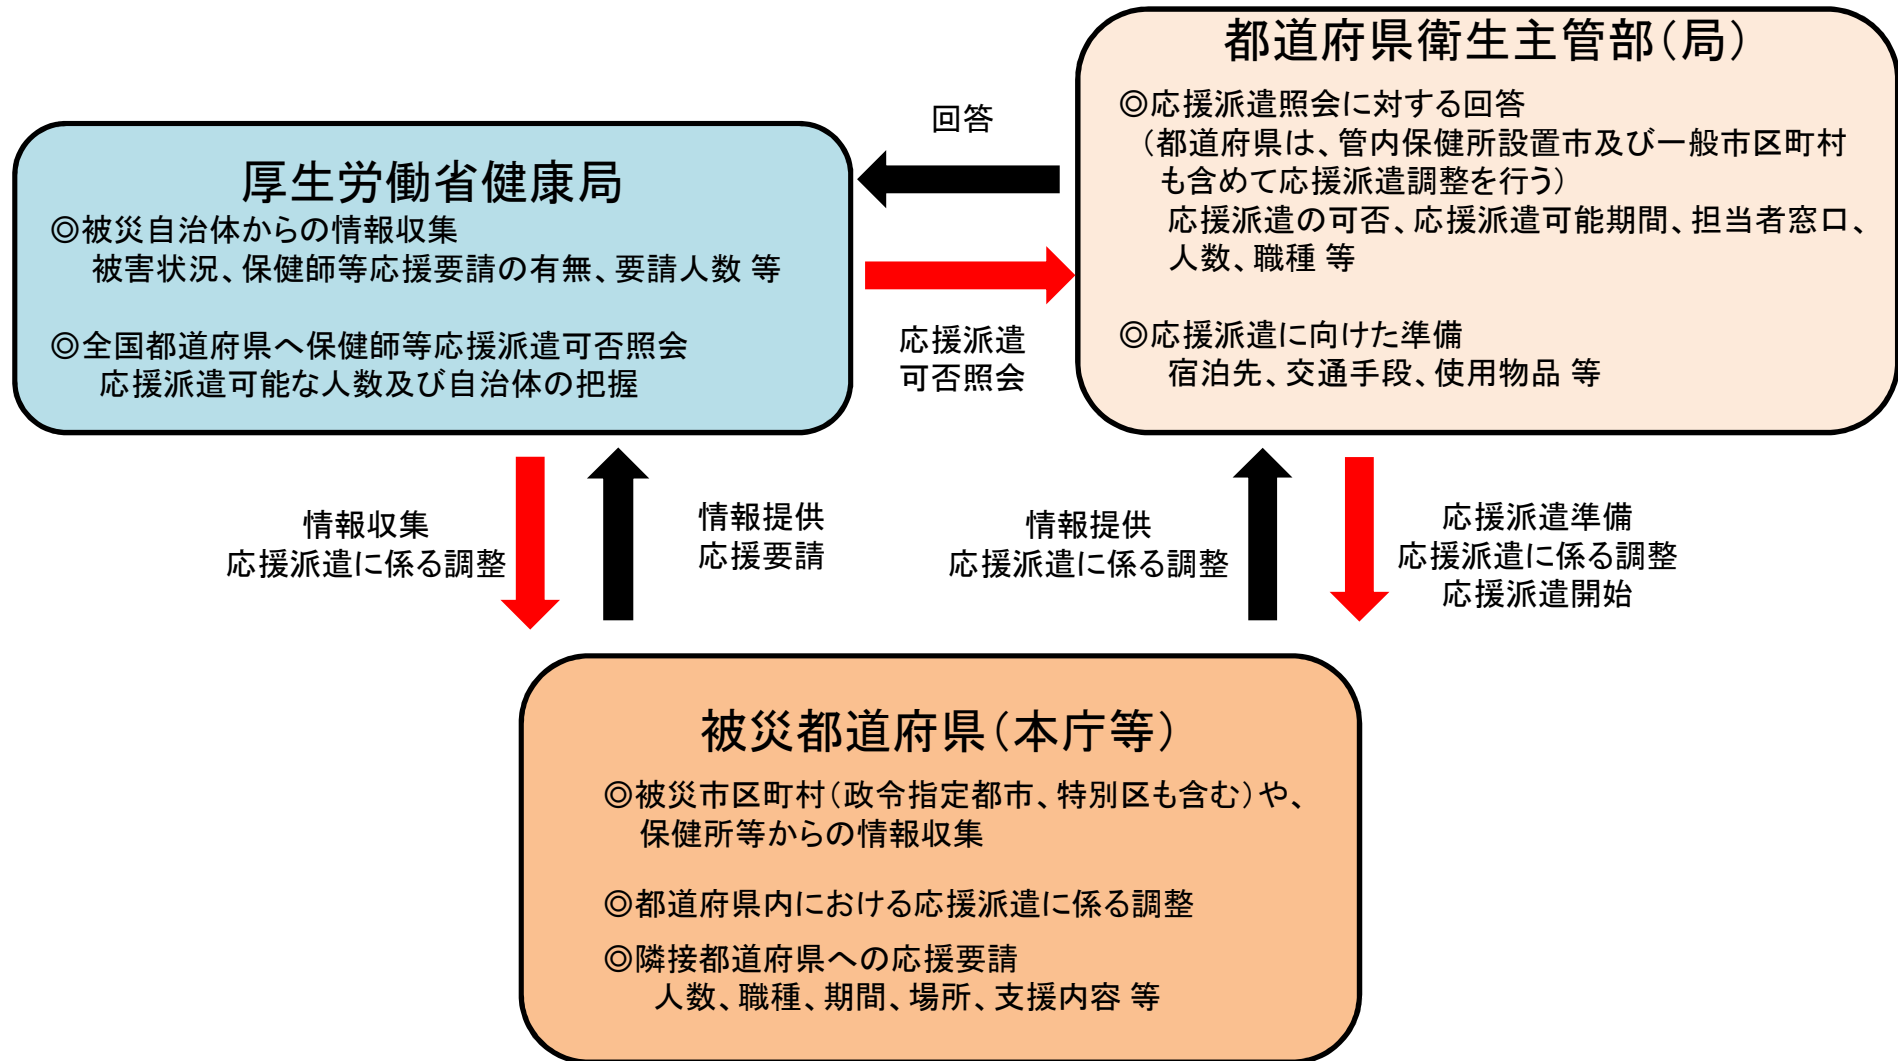 都道府県衛生主管部（局）
◎応援派遣照会に対する回答
（都道府県は、管内保健所設置市及び一般市区町村
も含めて応援派遣調整を行う）
応援派遣の可否、応援派遣可能期間、担当者窓口、
人数、職種 等
◎応援派遣に向けた準備
宿泊先、交通手段、使用物品 等
回答
厚生労働省健康局
◎被災自治体からの情報収集
被害状況、保健師等応援要請の有無、要請人数 等
◎全国都道府県へ保健師等応援派遣可否照会
応援派遣可能な人数及び自治体の把握
応援派遣
可否照会
情報収集
応援派遣に係る調整
情報提供
応援要請
情報提供
応援派遣に係る調整
応援派遣準備
応援派遣に係る調整
応援派遣開始
被災都道府県（本庁等）
◎被災市区町村（政令指定都市、特別区も含む）や、
保健所等からの情報収集
◎都道府県内における応援派遣に係る調整
◎隣接都道府県への応援要請
人数、職種、期間、場所、支援内容 等